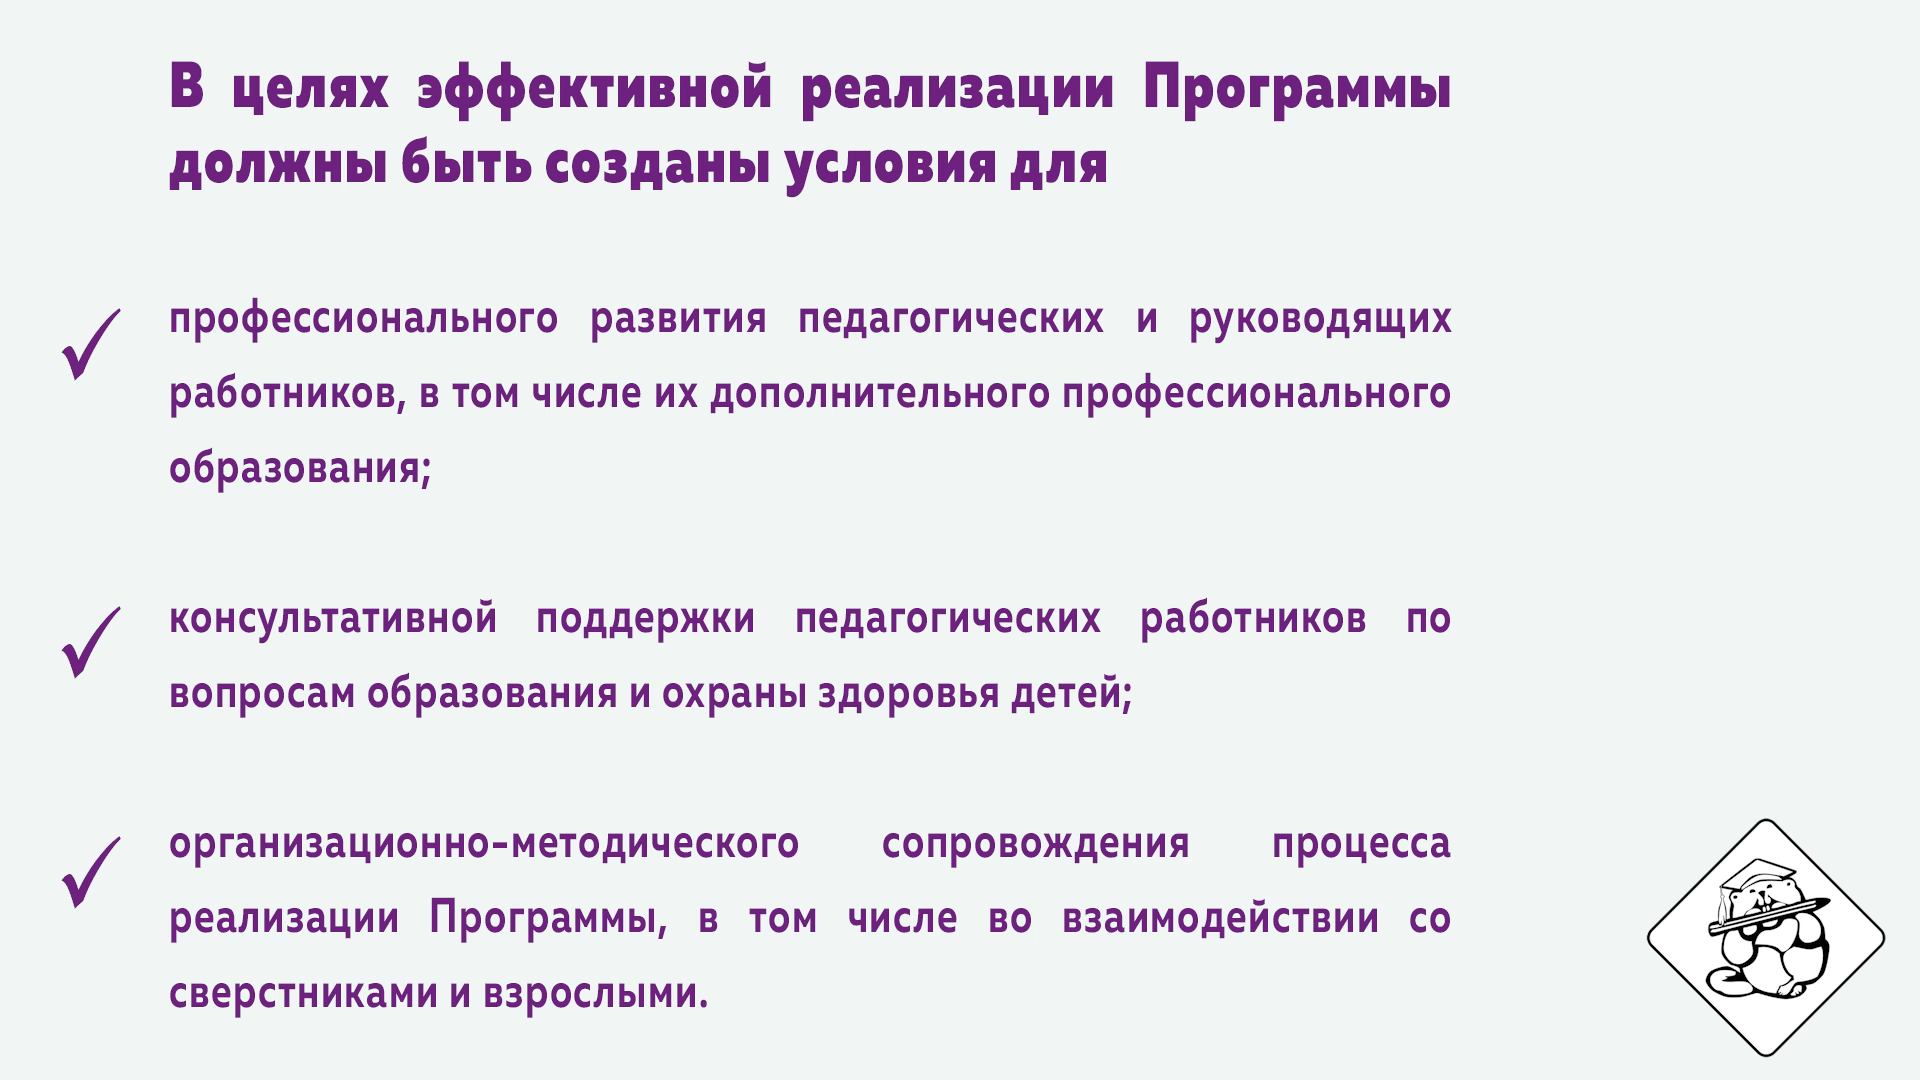 В целях эффективной реализации Программы
должны быть созданы условия для
профессионального развития педагогических и руководящих
работников, в том числе их дополнительного профессионального
образования;
консультативной поддержки педагогических работников по
вопросам образования и охраны здоровья детей;
организационно-методического сопровождения процесса
реализации Программы, в том числе во взаимодействии со
сверстниками и взрослыми.